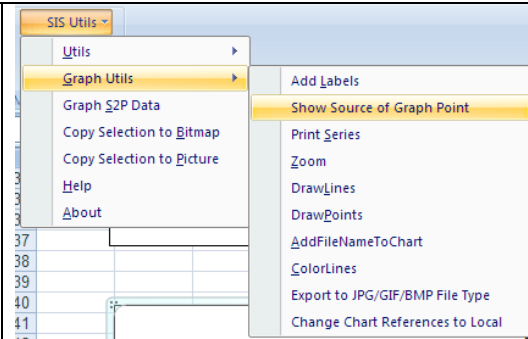 SIS Utils
Utils
Graph Utils
Graph S2P Data
Copy Selection to Bitmap
Copy Selection to Picture
Help
About
Add Labels
Show Source of Graph Point
Print Series
Zoom
DrawLines
DrawPoints
AddFileNameToChart
ColorLines
Export to JPG/GIF/BMP File Type
Change Chart References to Local
37
38
39
40
41